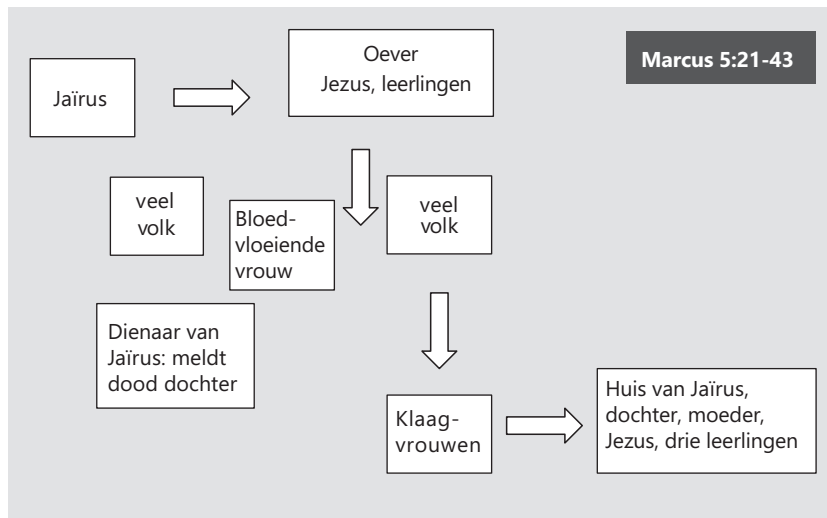 Marcus 5:21-43
Jaïrus
Oever
Jezus, leerlingen
veel
volk
Bloed-
vloeiende
vrouw
veel
volk
Dienaar van
Jaïrus: meldt
dood dochter
Klaag-
vrouwen
Huis van Jaïrus,
dochter, moeder,
Jezus, drie leerlingen